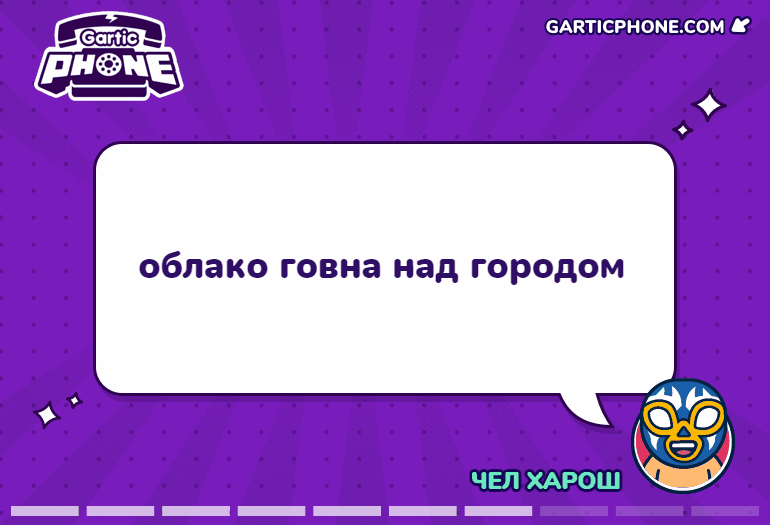 Gartic
PHONE
GARTICPHONE.COM
облако говна над городом
ЧЕЛ ХАРОШ